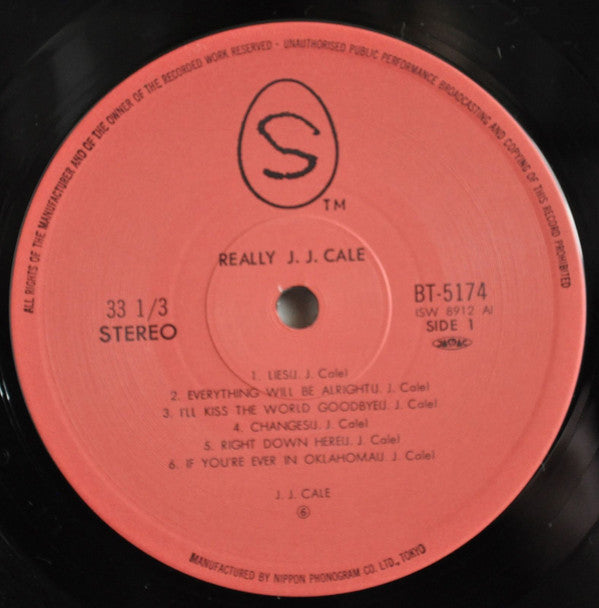 ALL RIGHTS OF THE MANUFACTURER AND OF THE OWNER OF THE RECORDED WORK RESERVED - UNAUTHORISED PUBLIC PERFORMANCE BROADCASTING AND COPYING OF THIS RECORD PROHIBITED
S
TM
REALLY J. J. CALE
33 1/3
STEREO
BT-5174
(SW 8912 A)
SIDE 1
JASRAC
1. LIES(J. J. Cale)
2. EVERYTHING WILL BE ALRIGHT(J. J. Cale)
3. I'LL KISS THE WORLD GOODBYE(J. J. Cale)
4. CHANGES(J. J. Cale)
5. RIGHT DOWN HERE(J. J. Cale)
6. IF YOU'RE EVER IN OKLAHOMA(J. J. Cale)
J. J. CALE
⑥
MANUFACTURED BY NIPPON PHONOGRAM CO. LTD., TOKYO